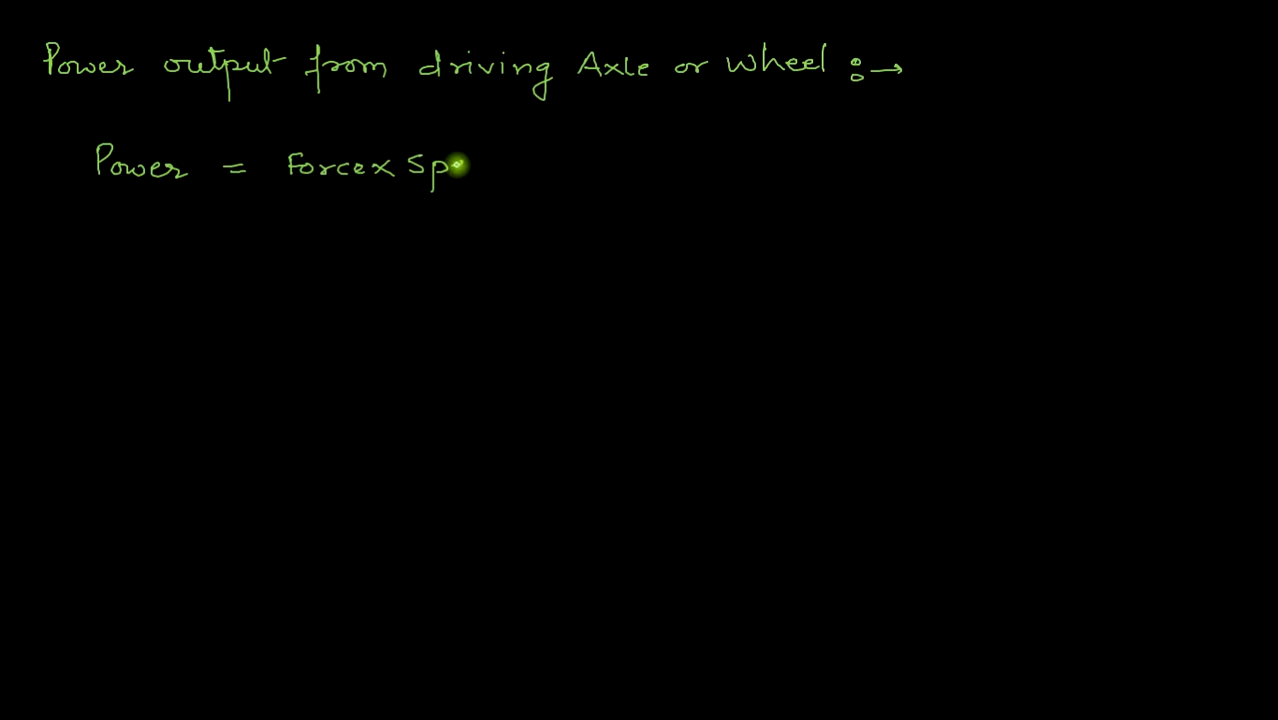 Power output from driving Axle or wheel :→
Power = Force x Sp